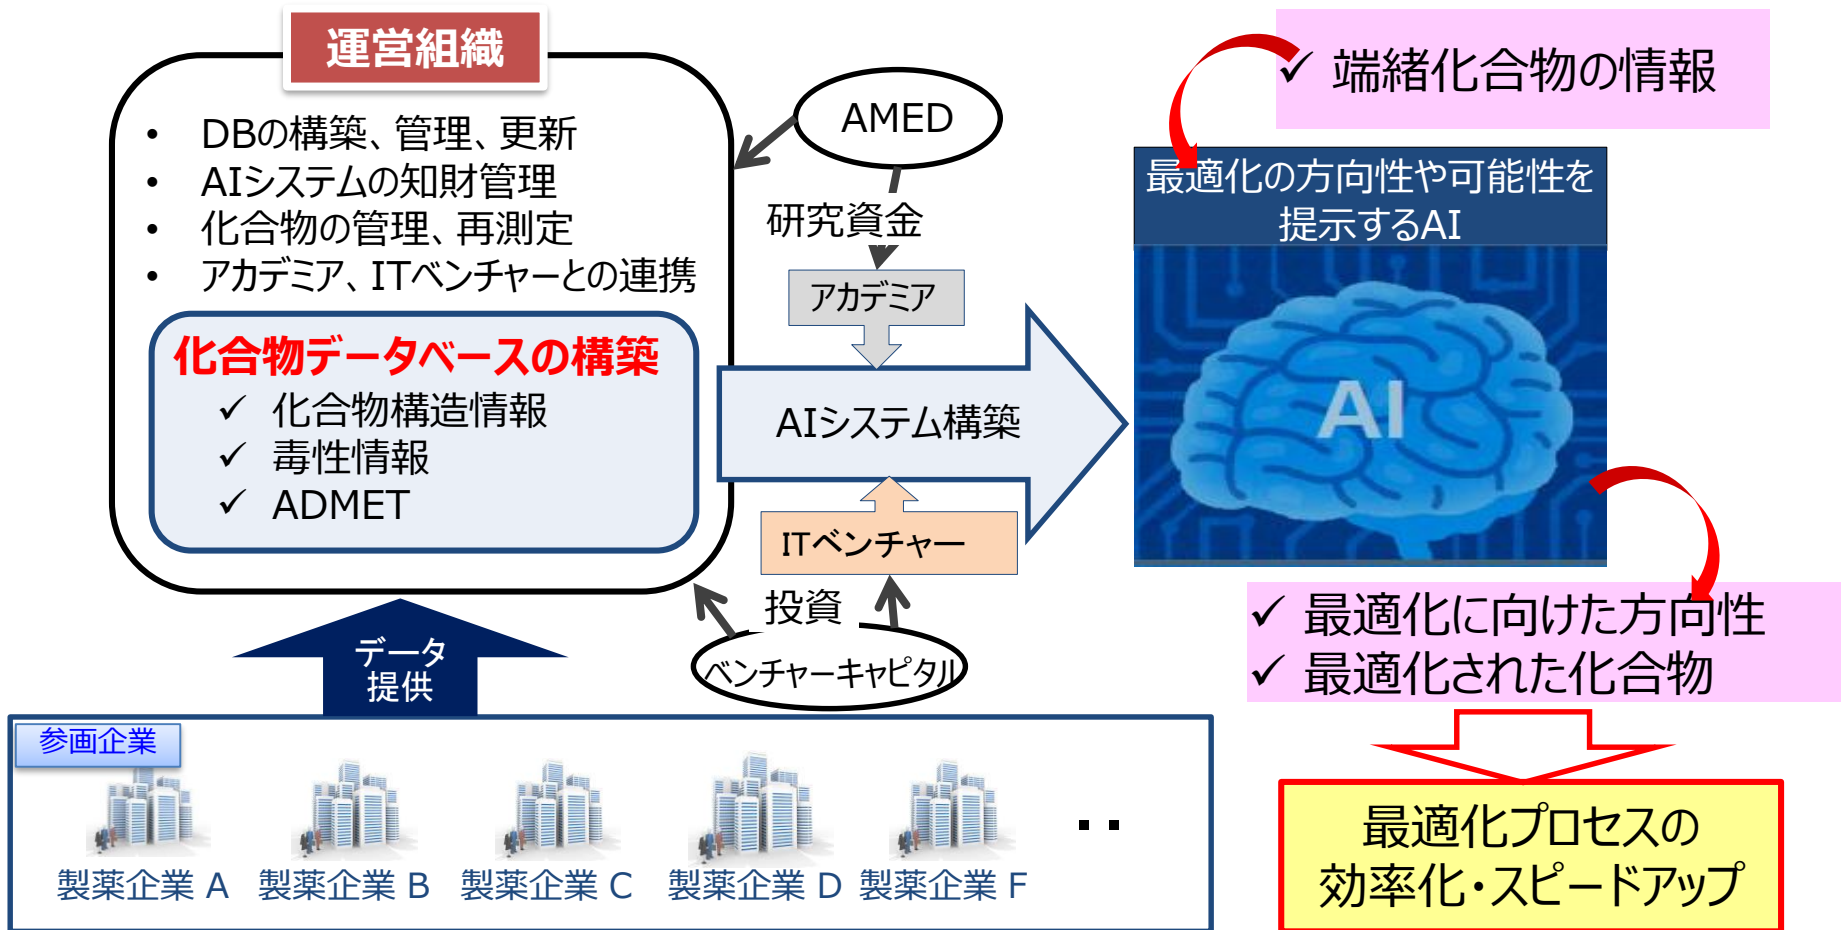 運営組織
• DBの構築、管理、更新
• AIシステムの知財管理
• 化合物の管理、再測定
• アカデミア、ITベンチャーとの連携
化合物データベースの構築
✓ 化合物構造情報
✓ 毒性情報
✓ ADMET
データ
提供
AMED
研究資金
アカデミア
AIシステム構築
ITベンチャー
投資
ベンチャーキャピタル
✓ 端緒化合物の情報
最適化の方向性や可能性を
提示するAI
AI
✓ 最適化に向けた方向性
✓ 最適化された化合物
最適化プロセスの
効率化・スピードアップ
参画企業
製薬企業 A
製薬企業 B
製薬企業 C
製薬企業 D
製薬企業 F
・・